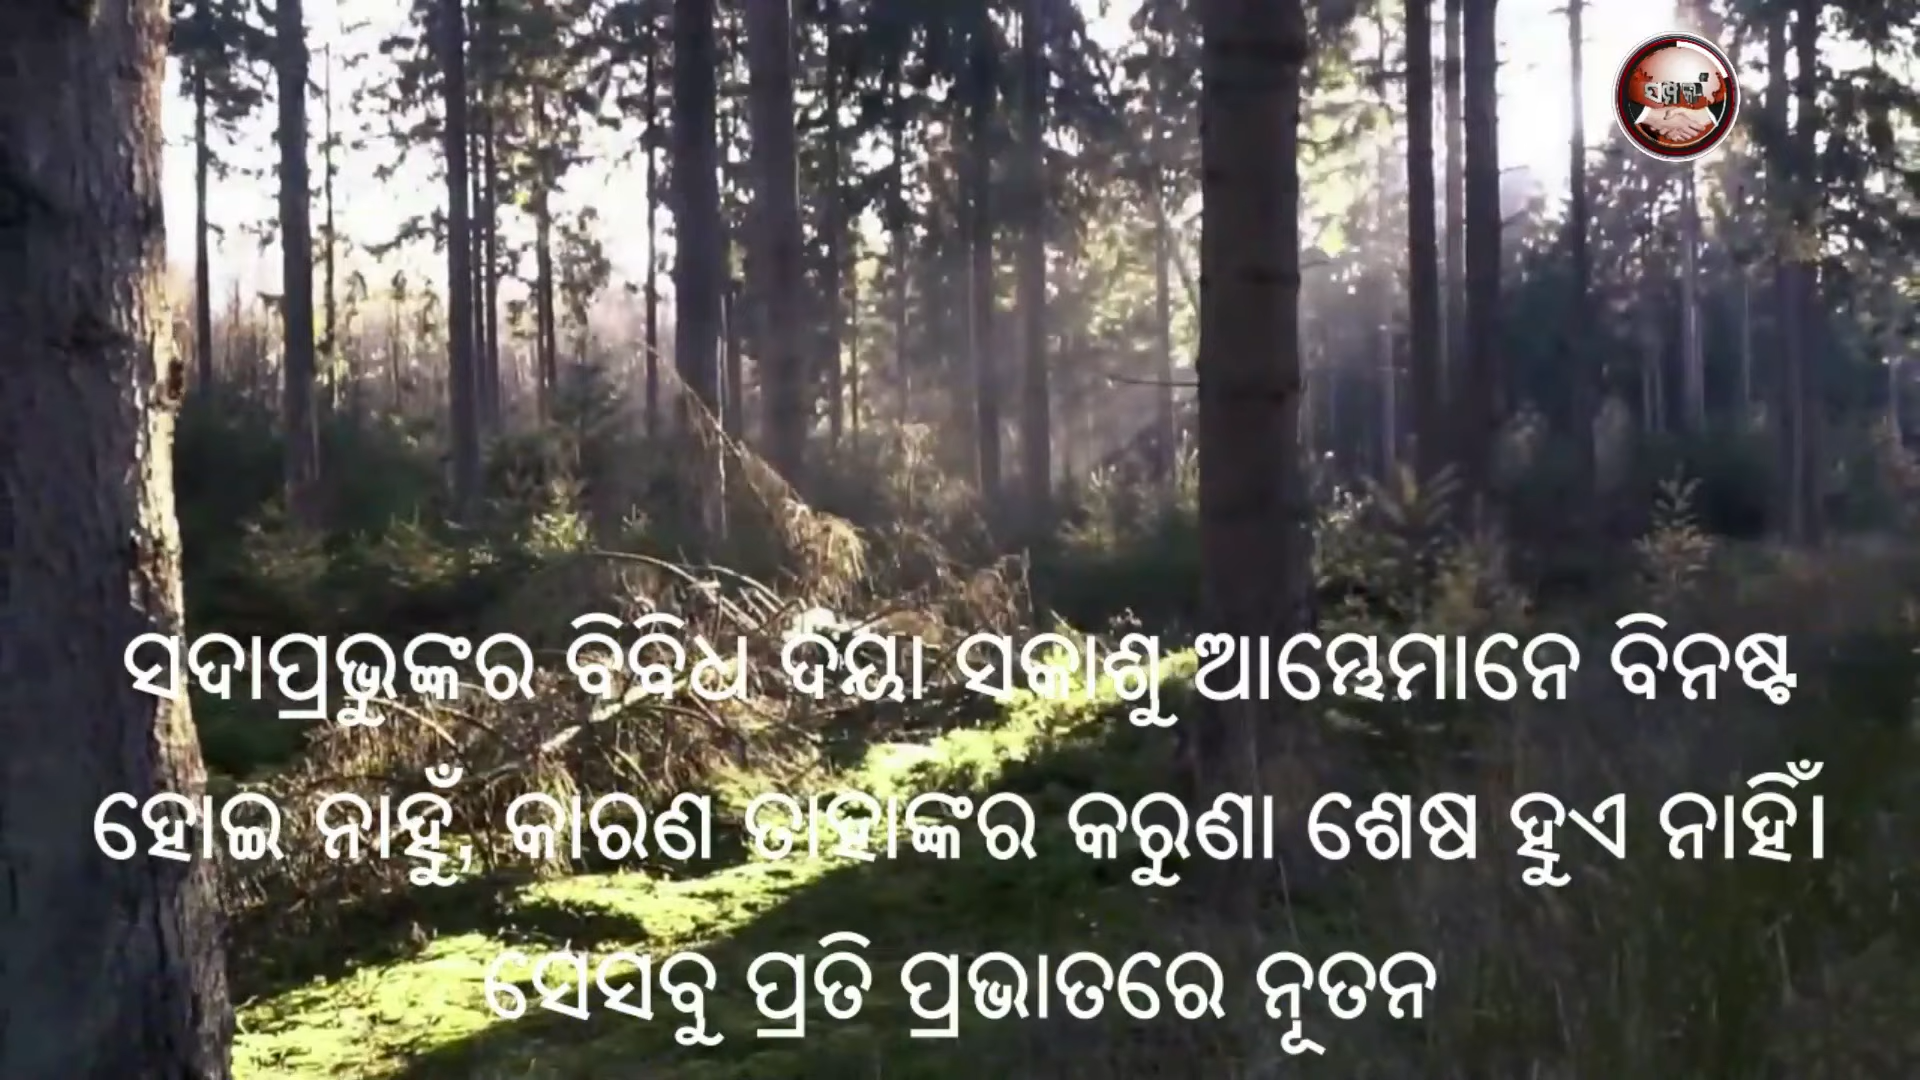 ସଦାପ୍ରଭୁଙ୍କର ବିବିଧ ଦୟା ସକାଶୁ ଆମ୍ଭେମାନେ ବିନଷ୍ଟ
ହୋଇ ନାହୁଁ, କାରଣ ତାହାଙ୍କର କରୁଣା ଶେଷ ହୁଏ ନାହିଁ।
ସେସବୁ ପ୍ରତି ପ୍ରଭାତରେ ନୂତନ